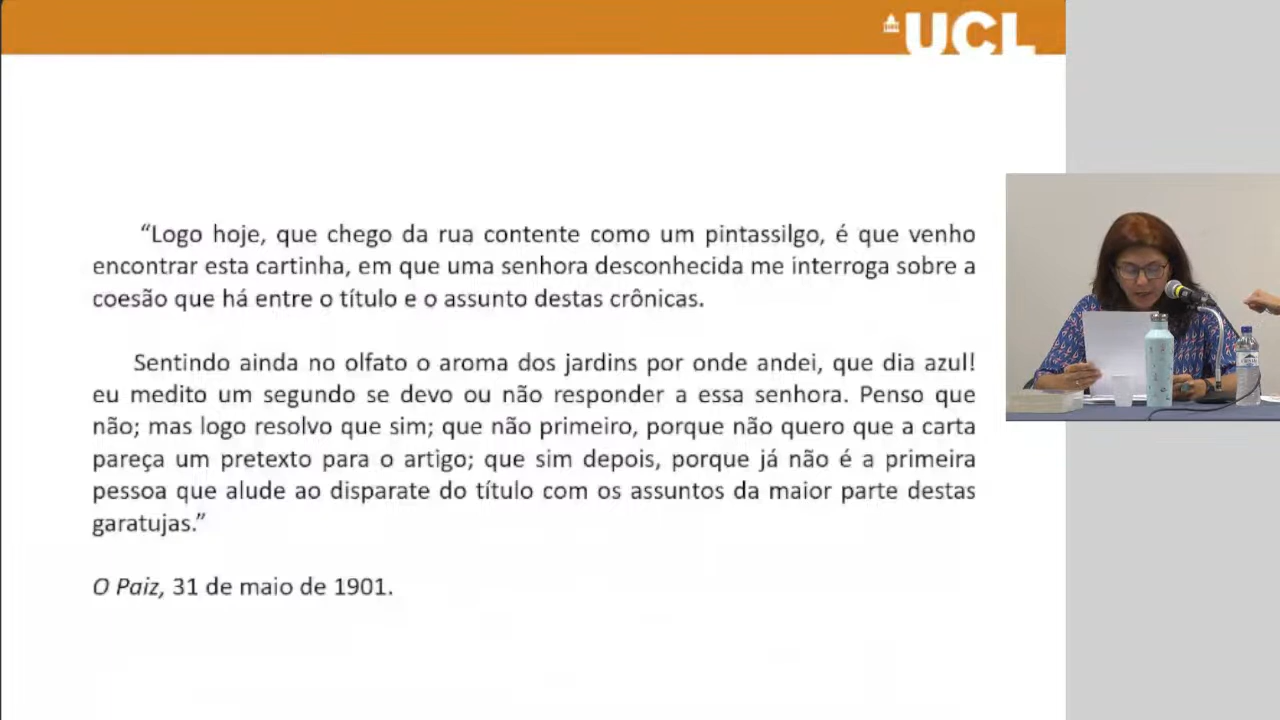 UCL
“Logo hoje, que chego da rua contente como um pintassilgo, é que venho
encontrar esta cartinha, em que uma senhora desconhecida me interroga sobre a
coesão que há entre o título e o assunto destas crônicas.
Sentindo ainda no olfato o aroma dos jardins por onde andei, que dia azul!
eu medito um segundo se devo ou não responder a essa senhora. Penso que
não; mas logo resolvo que sim; que não primeiro, porque não quero que a carta
pareça um pretexto para o artigo; que sim depois, porque já não é a primeira
pessoa que alude ao disparate do título com os assuntos da maior parte destas
garatujas.”
O Paiz, 31 de maio de 1901.